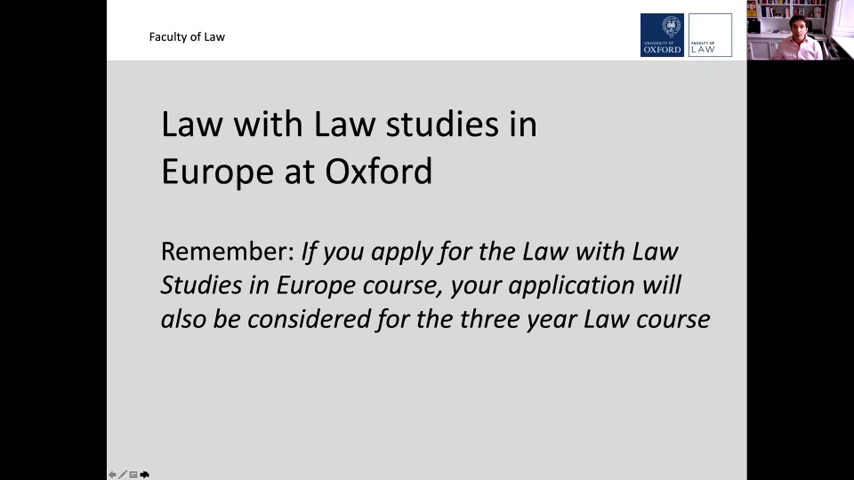 Faculty of Law
UNIVERSITY OF
OXFORD
FACULTY OF
LAW
Law with Law studies in
Europe at Oxford
Remember: If you apply for the Law with Law
Studies in Europe course, your application will
also be considered for the three year Law course